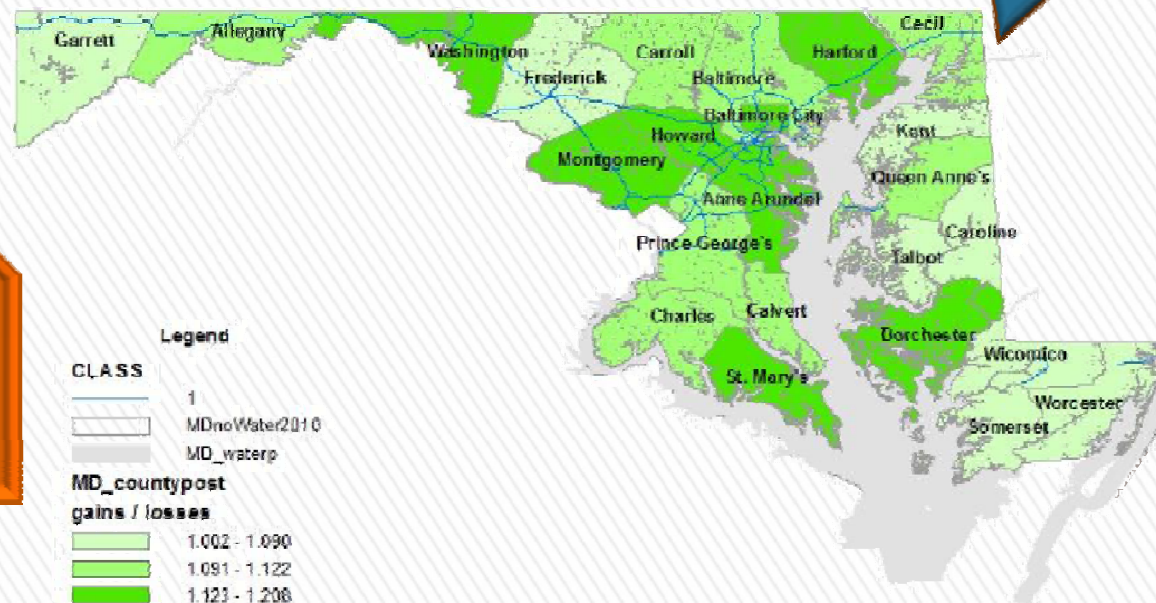 Garrett
Allegany
Washington
Frederick
Carroll
Baltimore
Harford
Cecil
Baltimore City
Howard
Montgomery
Kent
Queen Anne's
Anne Arundel
Caroline
Prince George's
Talbot
Charles
Calvert
Dorchester
St. Mary's
Wicomico
Worcester
Somerset
Legend
CLASS
1
MDnoWater2010
MD_waterp
MD_countypost
gains / losses
1.002 - 1.090
1.091 - 1.122
1.123 - 1.208